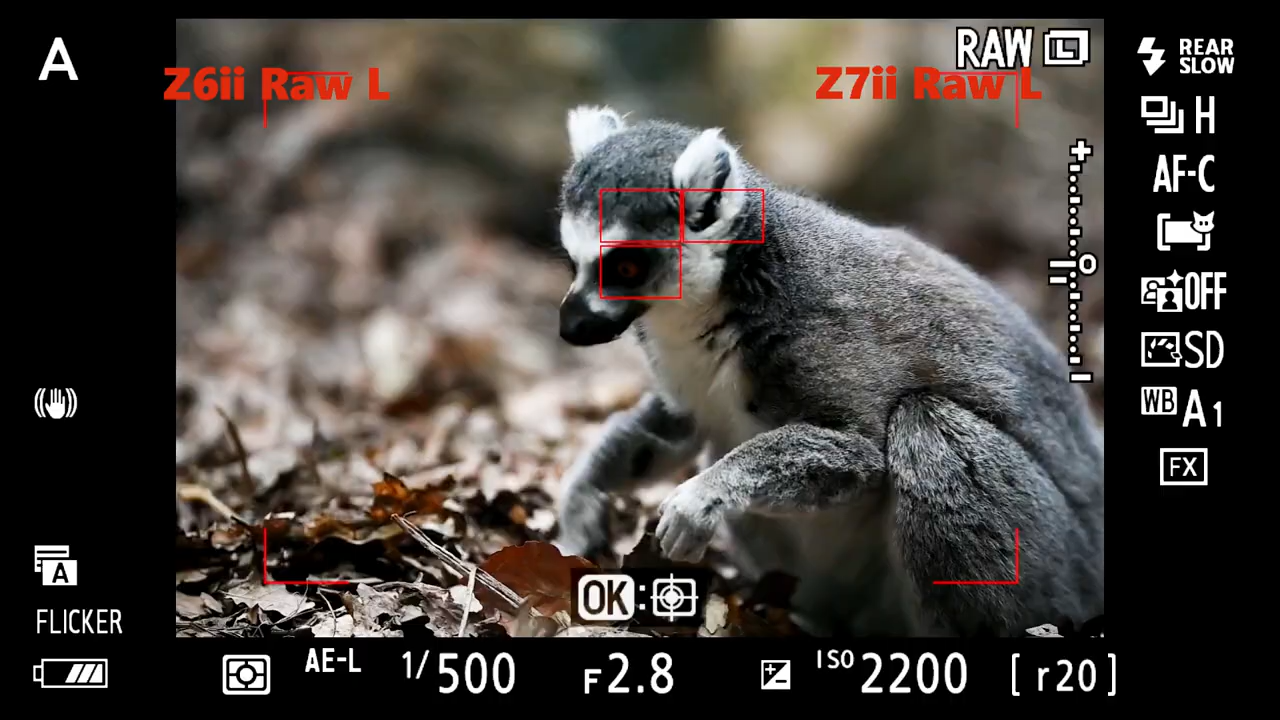 A
RAW L
REAR
SLOW
Z6ii Raw L
Z7ii Raw L
H
AF-C
OFF
SD
WB A1
FX
A
FLICKER
OK:
AE-L
1/500
F2.8
ISO 2200
[r20]